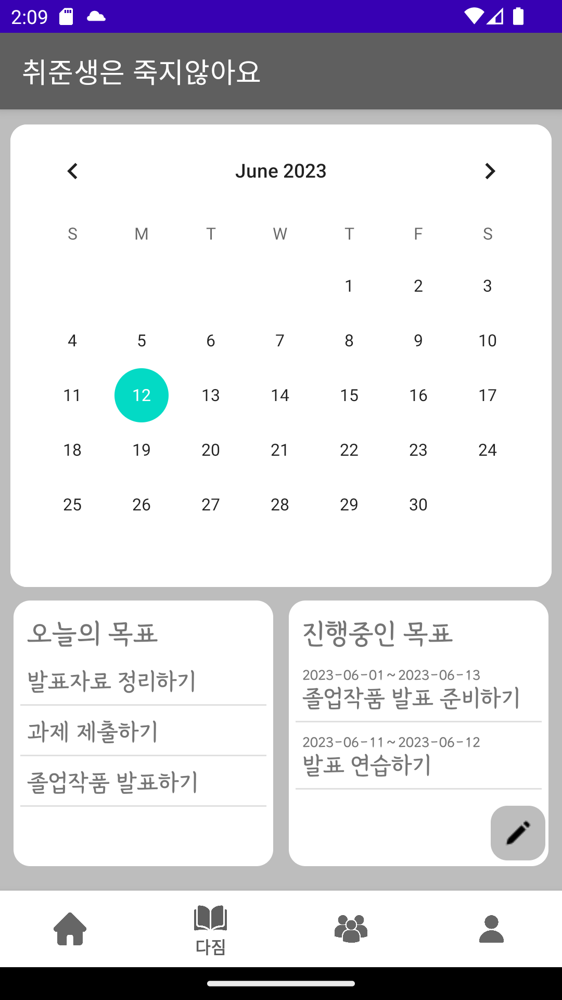 2:09
취준생은 죽지않아요
June 2023
S M T W T F S
1 2 3
4 5 6 7 8 9 10
11 12 13 14 15 16 17
18 19 20 21 22 23 24
25 26 27 28 29 30
오늘의 목표
발표자료 정리하기
과제 제출하기
졸업작품 발표하기
진행중인 목표
2023-06-01~2023-06-13
졸업작품 발표 준비하기
2023-06-11~2023-06-12
발표 연습하기
다짐